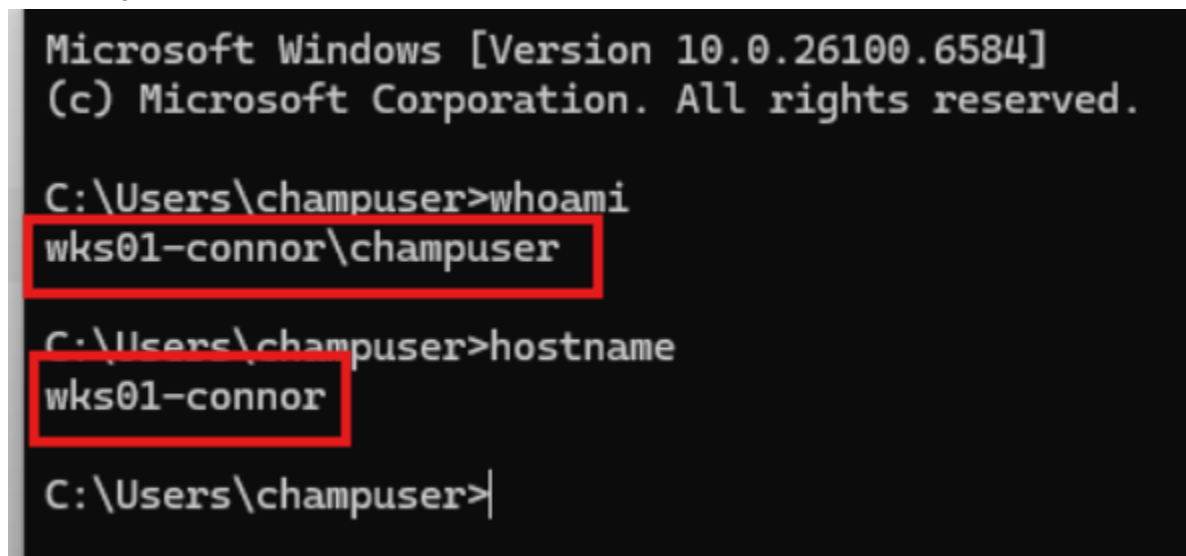 Microsoft Windows [Version 10.0.26100.6584]
(c) Microsoft Corporation. All rights reserved.
C:\Users\champuser>whoami
wks01-connor\champuser
C:\Users\champuser>hostname
wks01-connor
C:\Users\champuser>